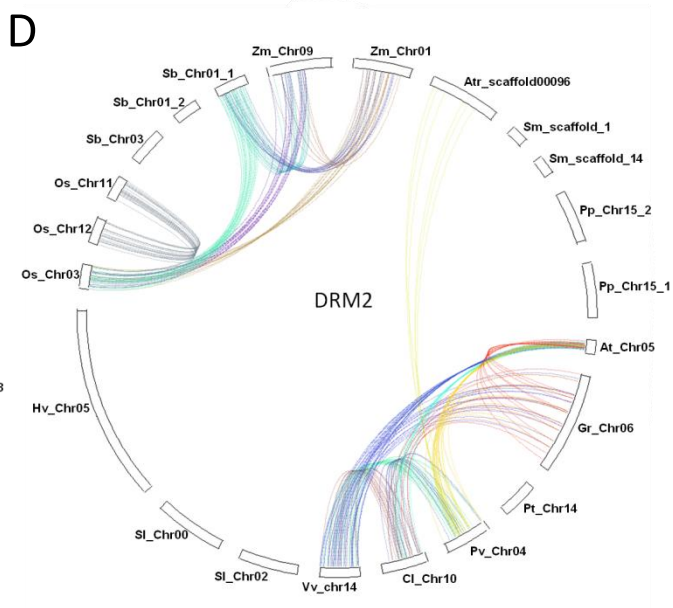 D
Zm_Chr09
Zm_Chr01
Sb_Chr01_1
Atr_scaffold00096
Sb_Chr01_2
Sm_scaffold_1
Sb_Chr03
Sm_scaffold_14
Os_Chr11
Pp_Chr15_2
Os_Chr12
Os_Chr03
Pp_Chr15_1
DRM2
At_Chr05
Hv_Chr05
Gr_Chr06
Pt_Chr14
Sl_Chr00
Pv_Chr04
Sl_Chr02
Cl_Chr10
Vv_chr14